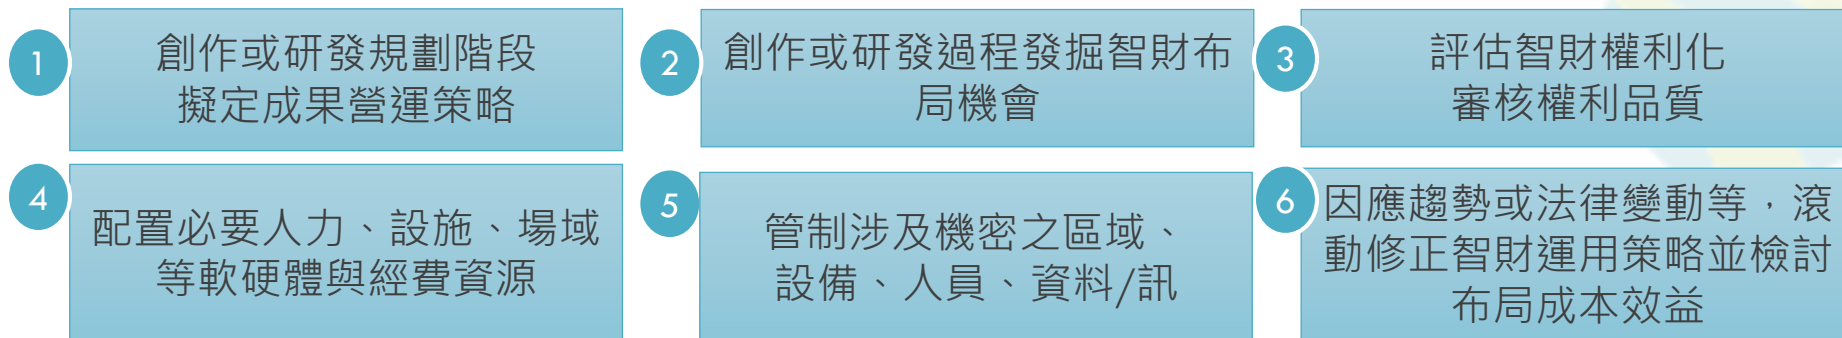 1
創作或研發規劃階段
擬定成果營運策略
2
創作或研發過程發掘智財布
局機會
3
評估智財權利化
審核權利品質
4
配置必要人力、設施、場域
等軟硬體與經費資源
5
管制涉及機密之區域、
設備、人員、資料/訊
6
因應趨勢或法律變動等，滾
動修正智財運用策略並檢討
布局成本效益